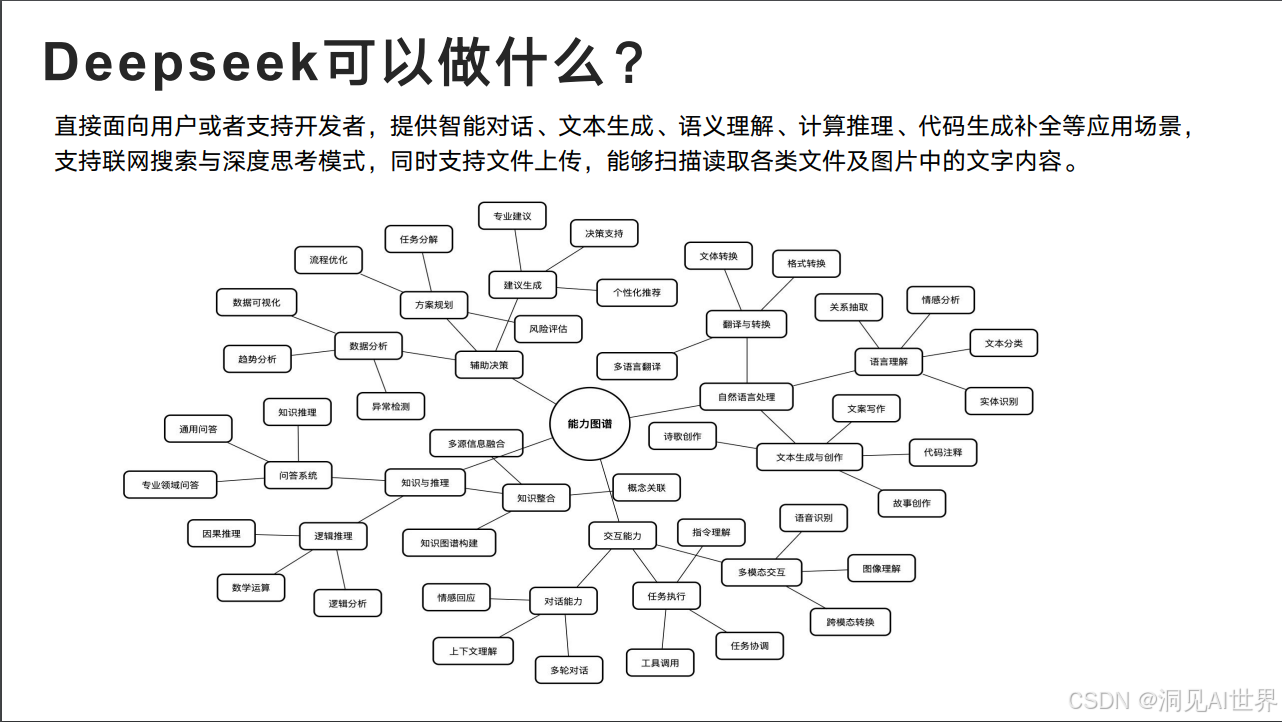 Deepseek可以做什么？
直接面向用户或者支持开发者，提供智能对话、文本生成、语义理解、计算推理、代码生成补全等应用场景，
支持联网搜索与深度思考模式，同时支持文件上传，能够扫描读取各类文件及图片中的文字内容。
专业建议
任务分解
决策支持
流程优化
建议生成
个性化推荐
数据可视化
方案规划
风险评估
数据分析
趋势分析
辅助决策
异常检测
文体转换
格式转换
关系抽取
情感分析
翻译与转换
文本分类
语言理解
多语言翻译
实体识别
自然语言处理
能力图谱
文案写作
诗歌创作
代码注释
文本生成与创作
故事创作
知识推理
通用问答
多源信息融合
问答系统
专业领域问答
知识与推理
知识整合
概念关联
因果推理
逻辑推理
知识图谱构建
数学运算
逻辑分析
交互能力
指令理解
语音识别
多模态交互
图像理解
跨模态转换
情感回应
对话能力
任务执行
上下文理解
多轮对话
工具调用
任务协调
CSDN @洞见AI世界